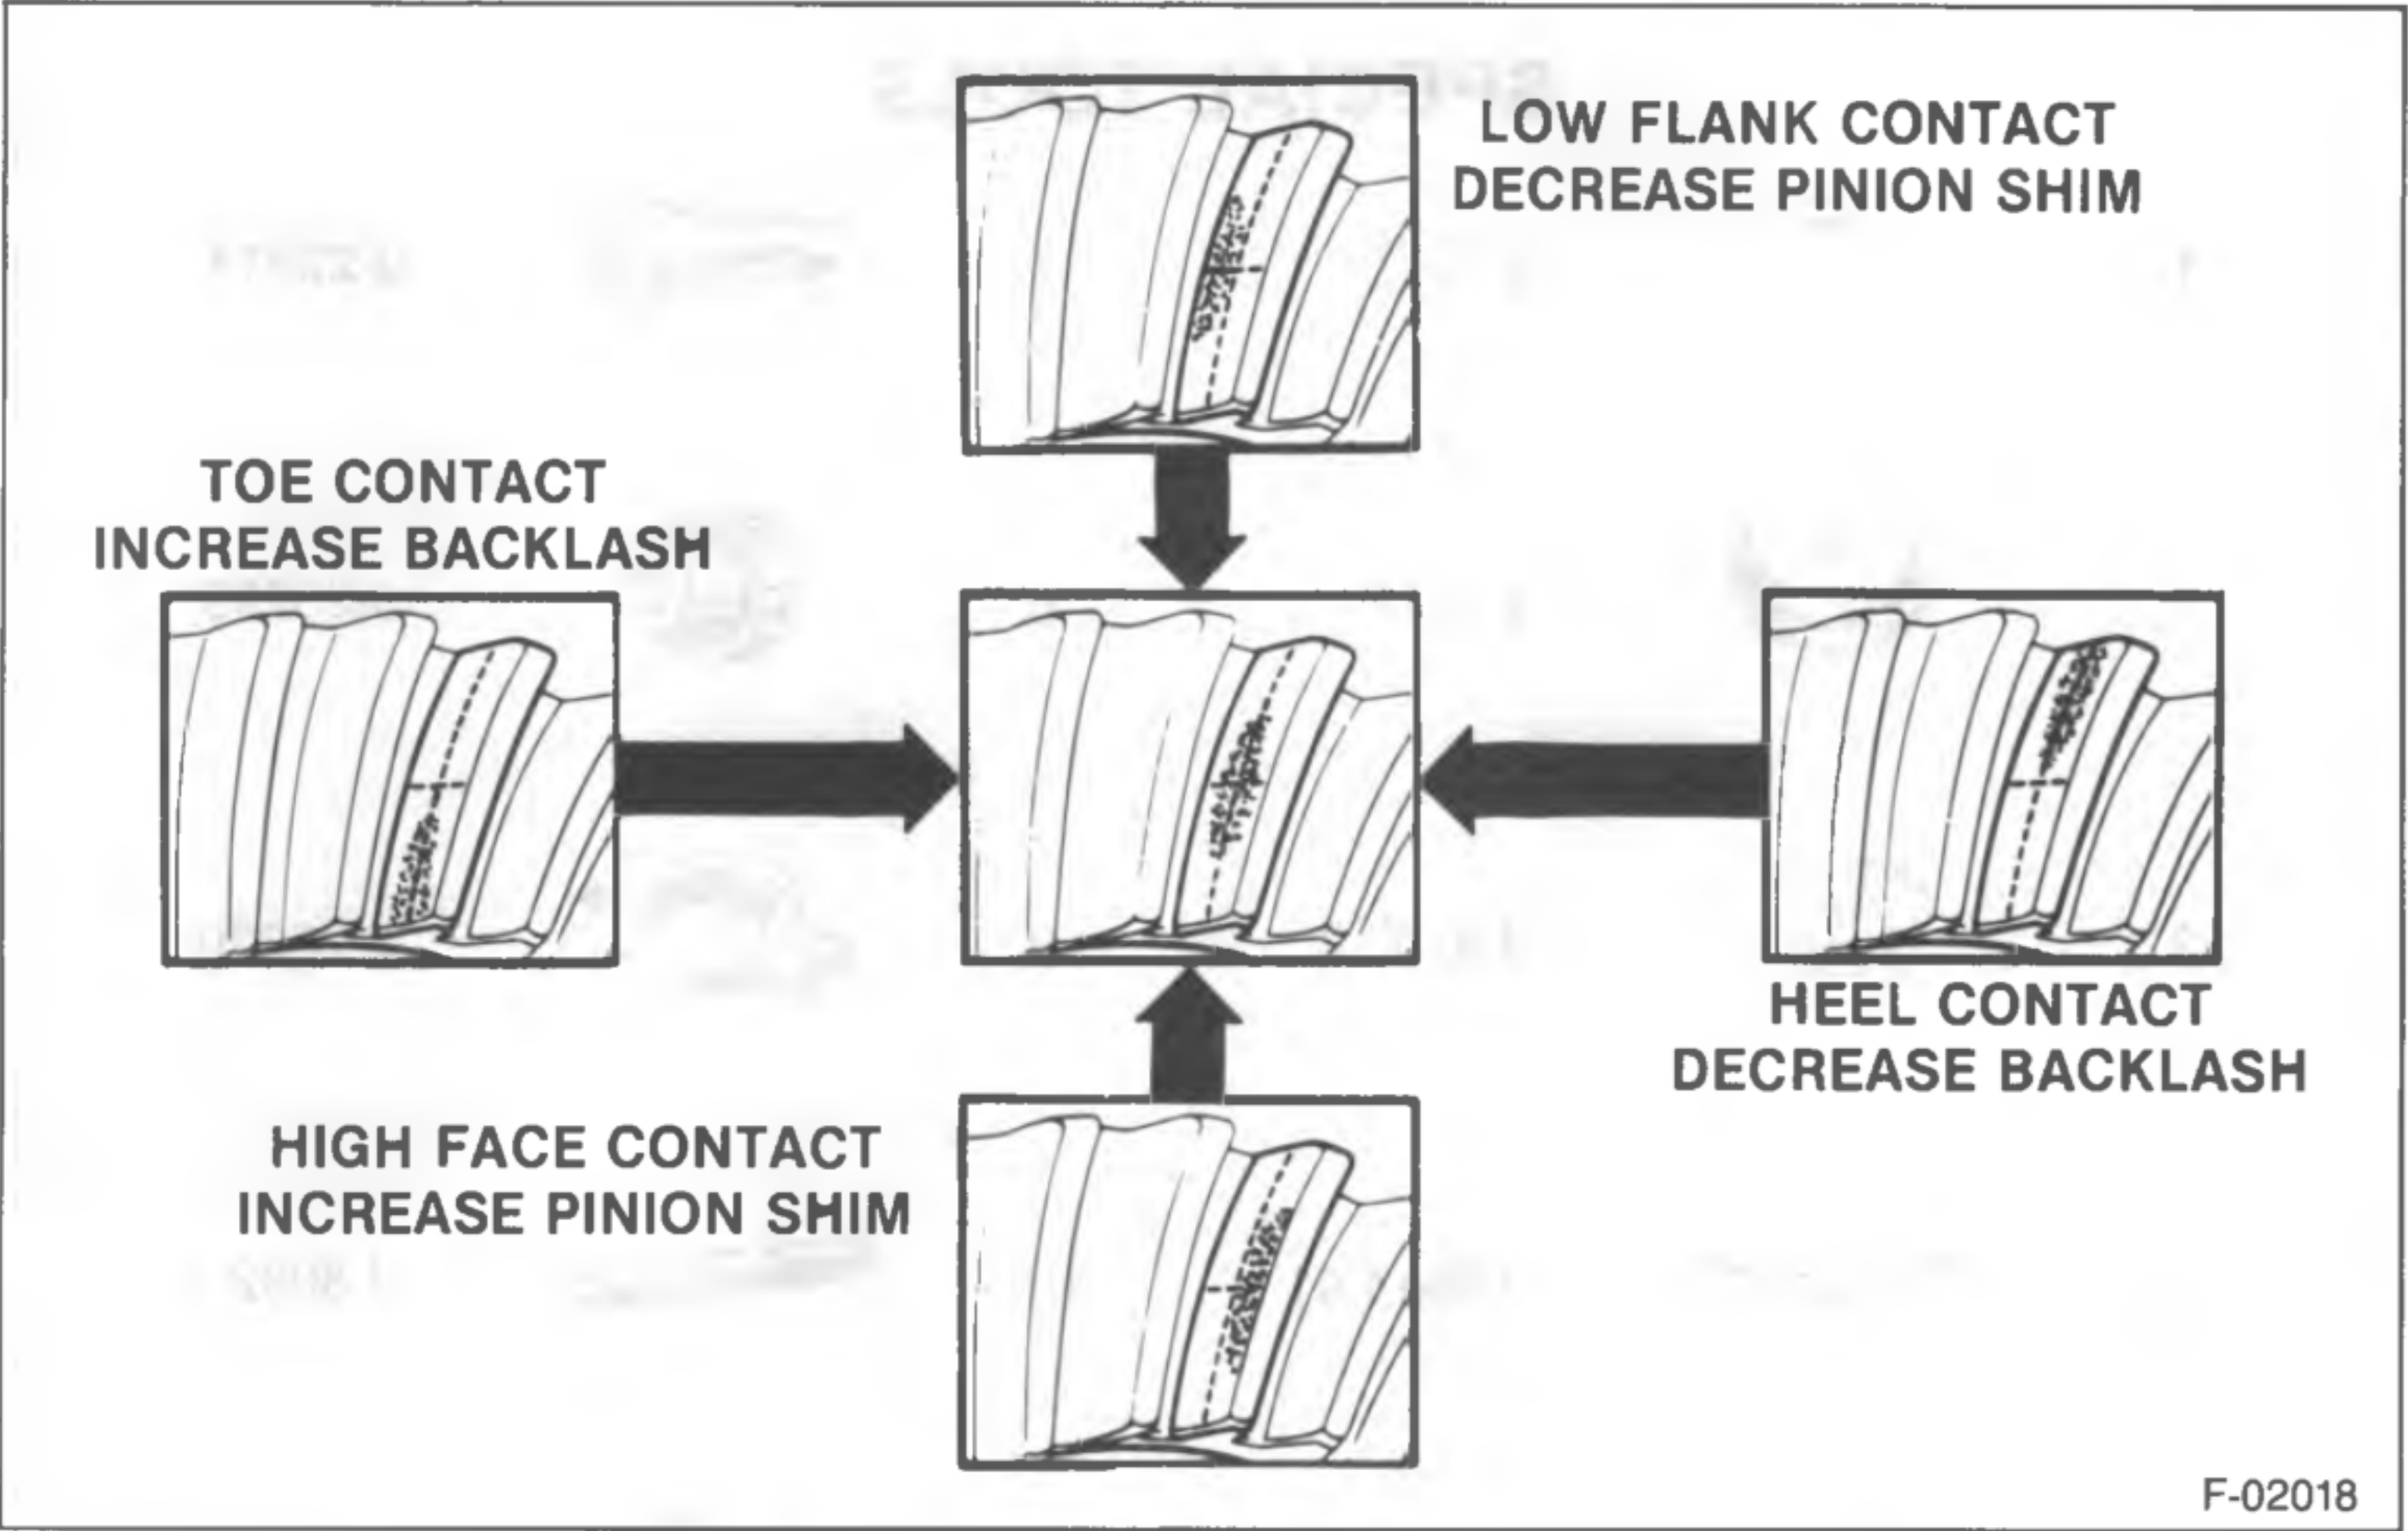 LOW FLANK CONTACT
DECREASE PINION SHIM
TOE CONTACT
INCREASE BACKLASH
HEEL CONTACT
DECREASE BACKLASH
HIGH FACE CONTACT
INCREASE PINION SHIM
F-02018